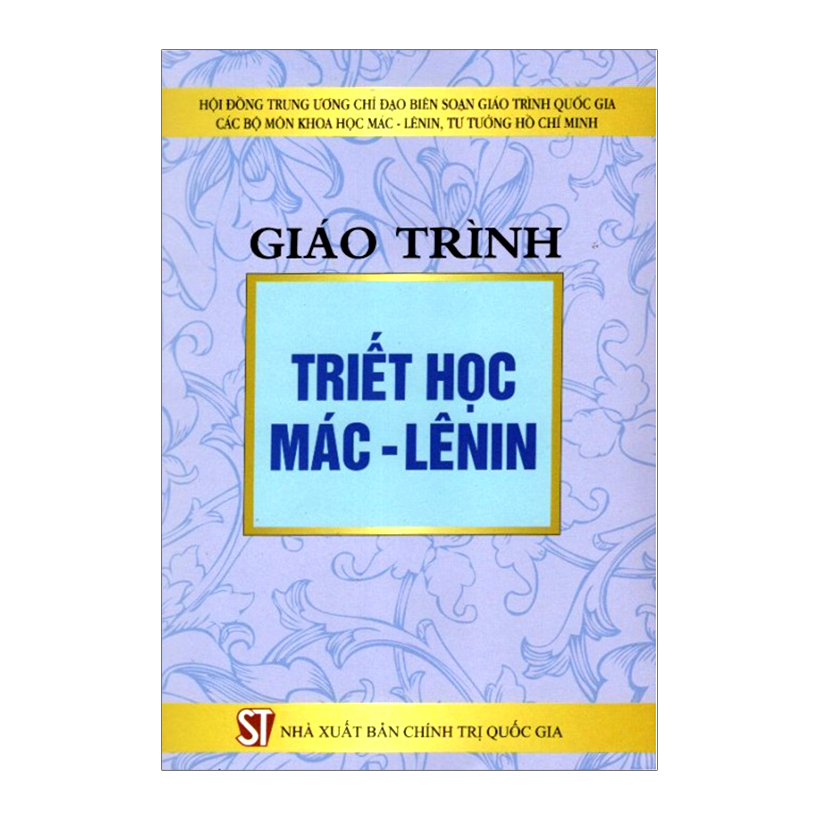 HỘI ĐỒNG TRUNG ƯƠNG CHỈ ĐẠO BIÊN SOẠN GIÁO TRÌNH QUỐC GIA
CÁC BỘ MÔN KHOA HỌC MÁC - LÊNIN, TƯ TƯỞNG HỒ CHÍ MINH
GIÁO TRÌNH
TRIẾT HỌC
MÁC - LÊNIN
ST NHÀ XUẤT BẢN CHÍNH TRỊ QUỐC GIA